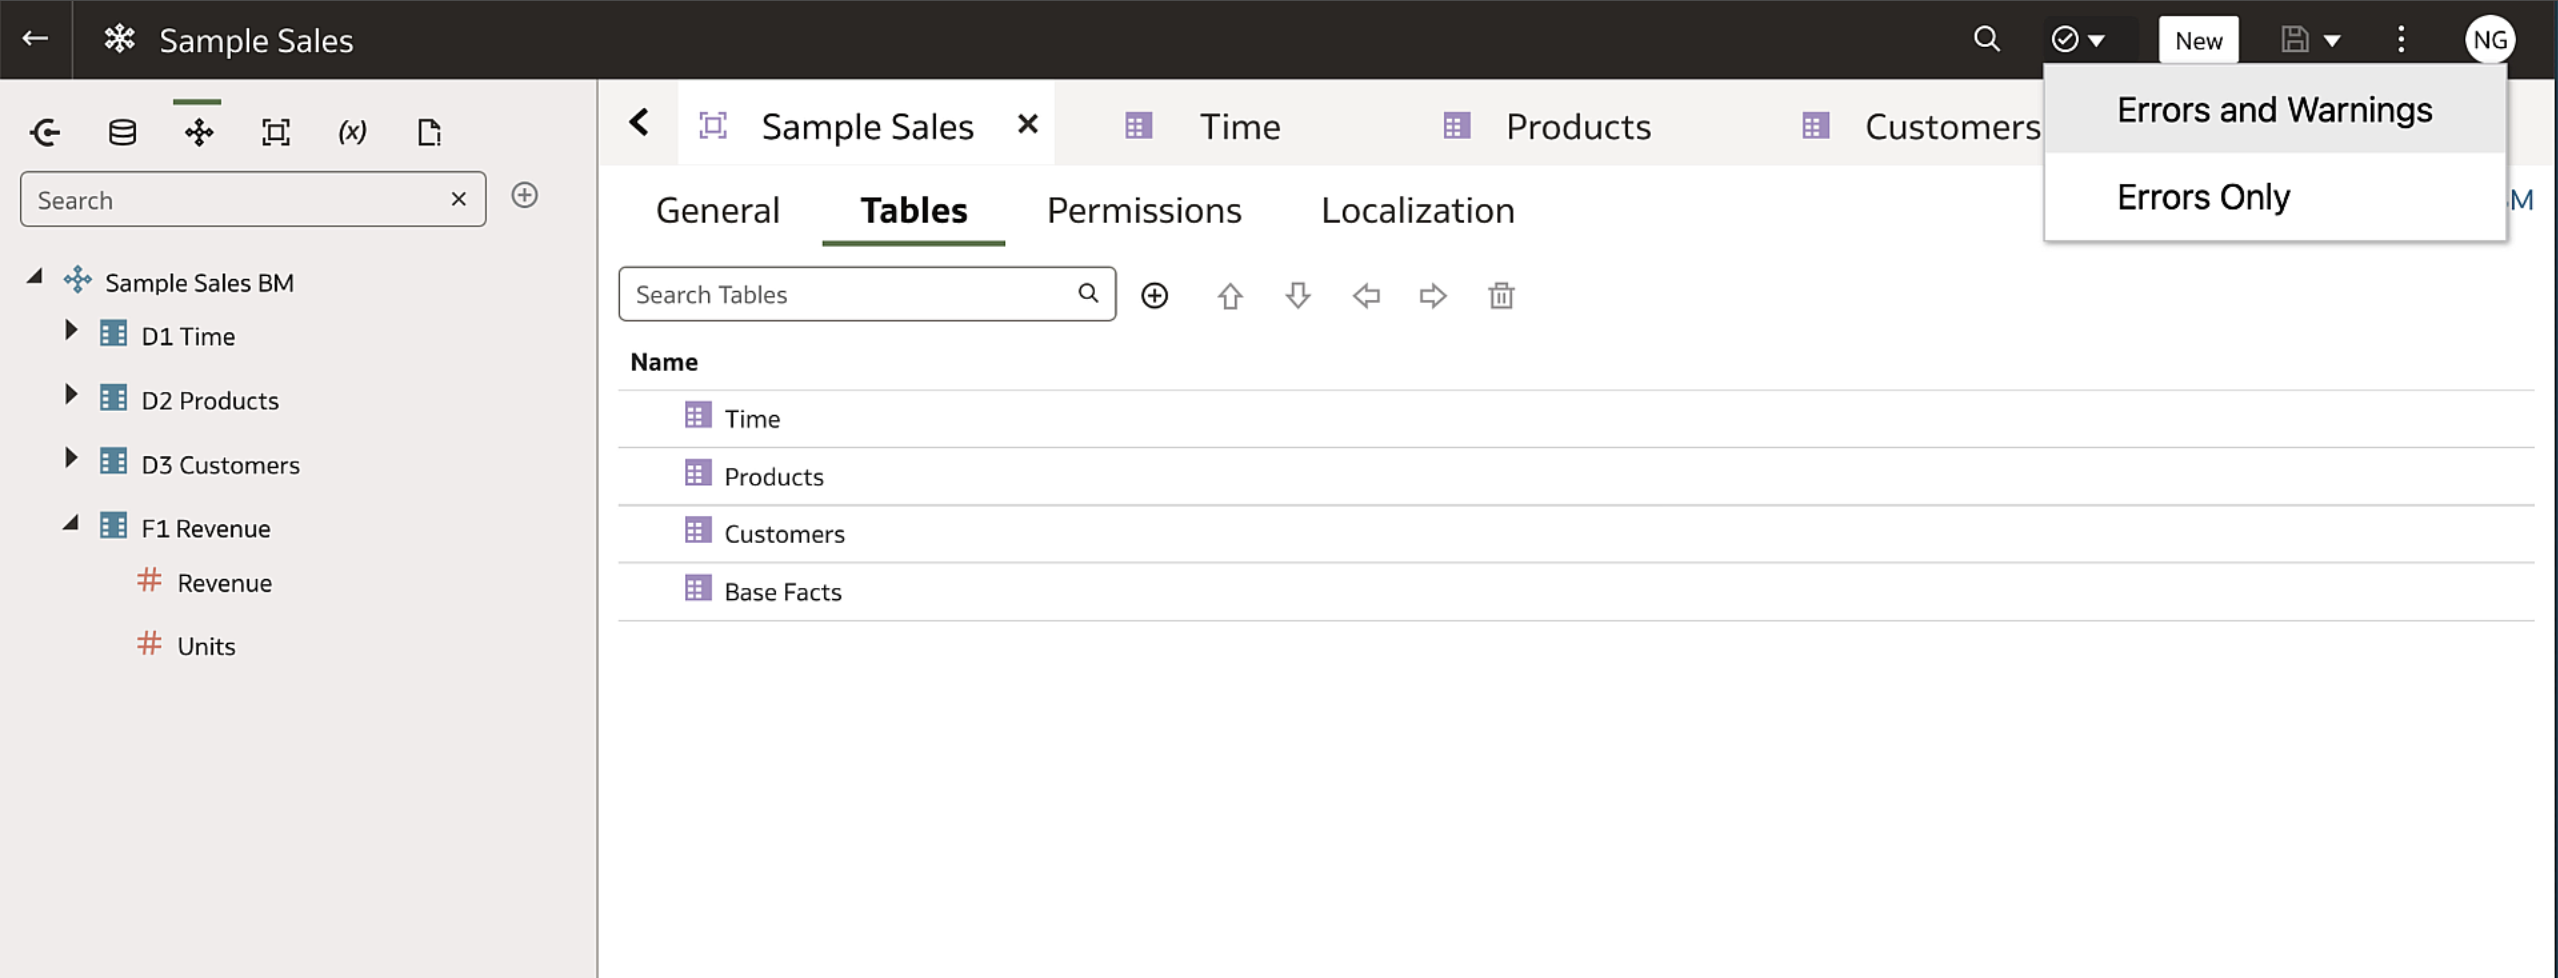 Sample Sales
New
NG
Errors and Warnings
Errors Only
Sample Sales
Time
Products
Customers
General
Tables
Permissions
Localization
M
Search
Search Tables
Name
Time
Products
Customers
Base Facts
Sample Sales BM
D1 Time
D2 Products
D3 Customers
F1 Revenue
# Revenue
# Units
(x)